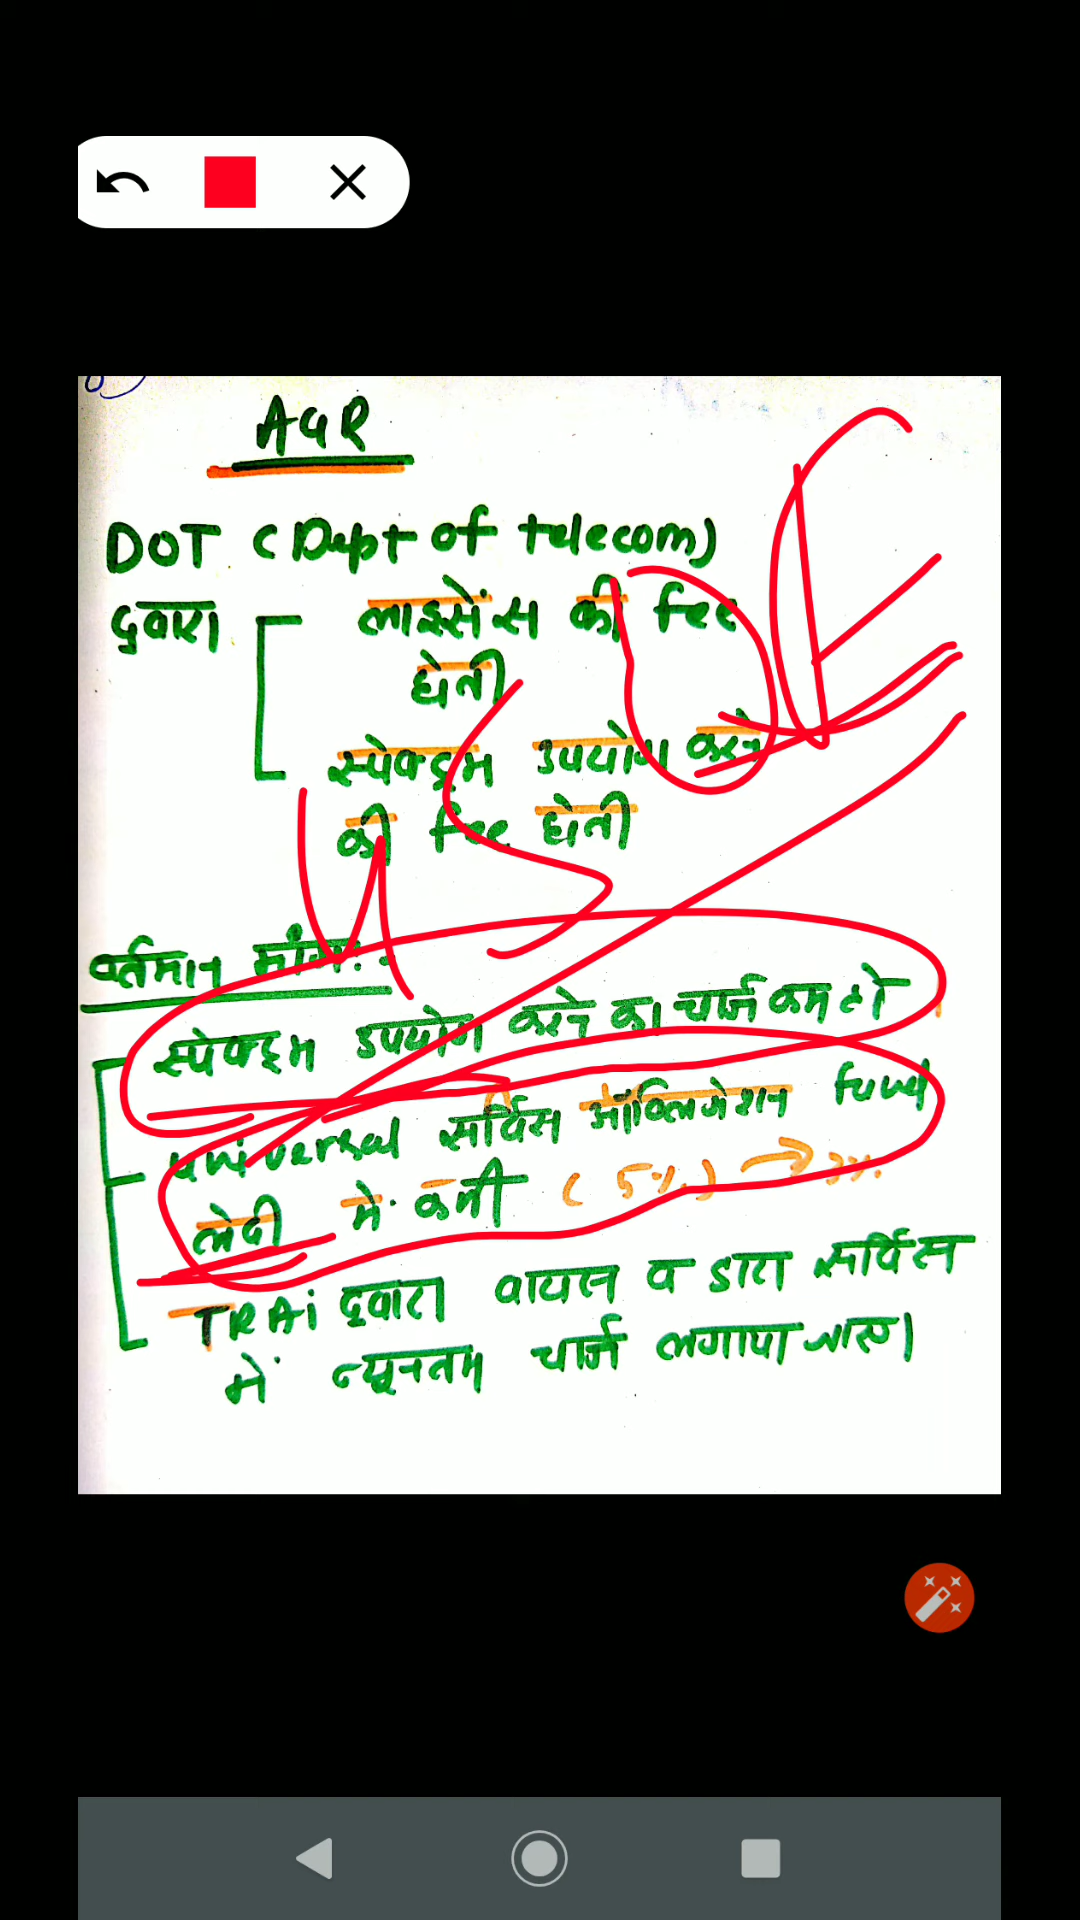 AGR
DOT (Dept of telecom)
द्वारा लाइसेंस की fee
होती
स्पेक्ट्रम उपयोग करने
की fee होती
वर्तमान मांग:-
स्पेक्ट्रम उपयोग करने का चार्ज कम हो
universal सर्विस ऑब्लिगेशन fund
लेवी में कमी (5%) → 3%.
TRAi द्वारा वायस व डाटा सर्विस
में न्यूनतम चार्ज लगाया जाए।